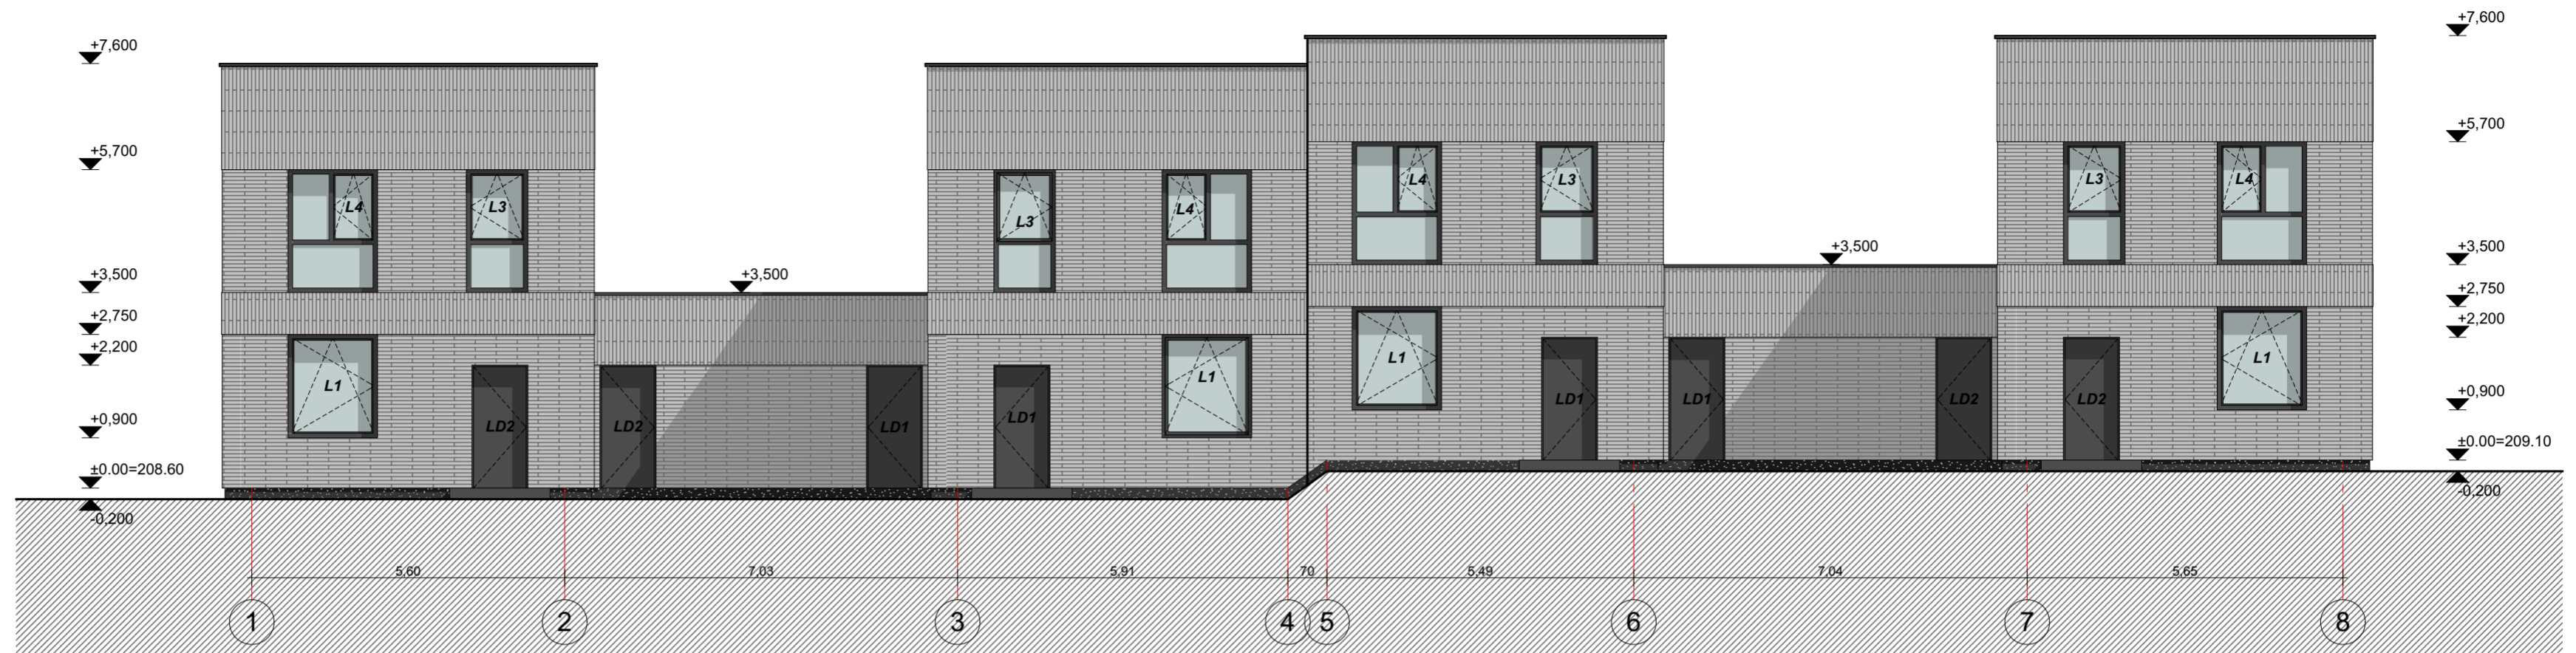 +7,600
+7,600
+5,700
+5,700
L4
L3
L3
L4
L4
L3
L3
L4
+3,500
+3,500
+3,500
+3,500
+2,750
+2,750
+2,200
+2,200
L1
L1
L1
L1
+0,900
+0,900
LD2
LD2
LD1
LD1
LD1
LD1
LD2
LD2
±0.00=208.60
±0.00=209.10
-0,200
-0,200
5,60
7,03
5,91
70
5,49
7,04
5,65
1
2
3
4
5
6
7
8